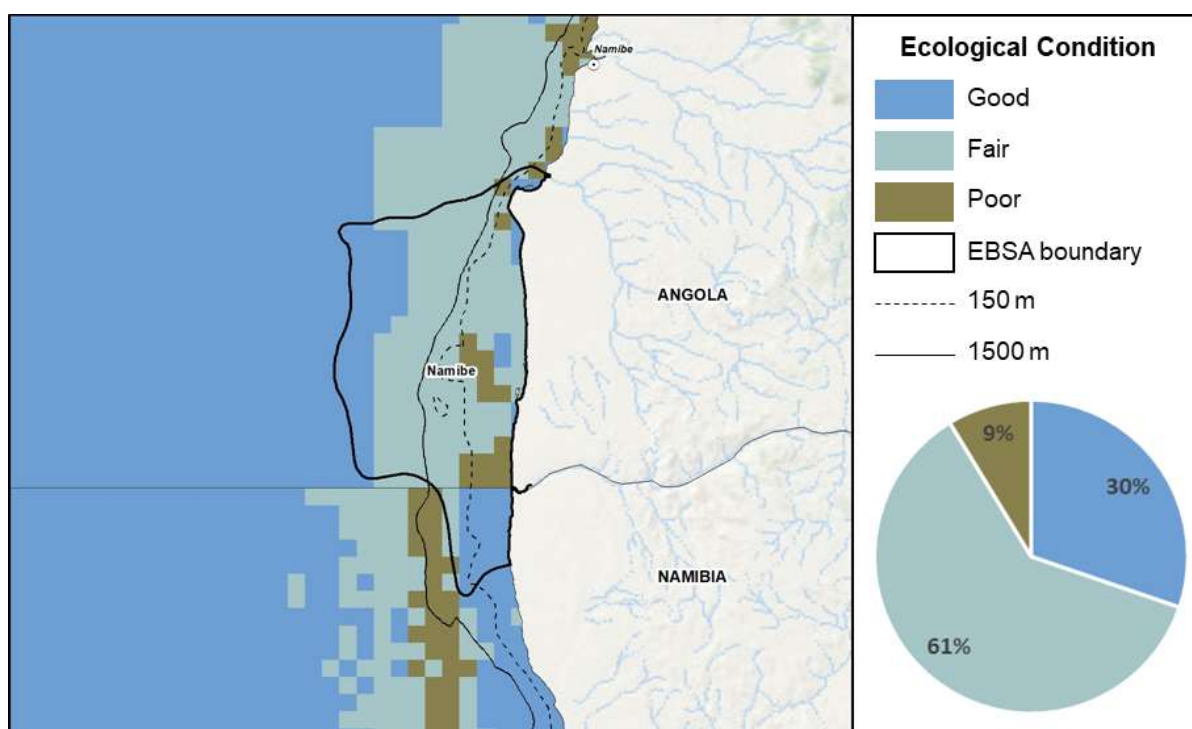 Namibe
ANGOLA
Namibe
NAMIBIA
Ecological Condition
Good
Fair
Poor
EBSA boundary
150 m
1500 m
9%
30%
61%